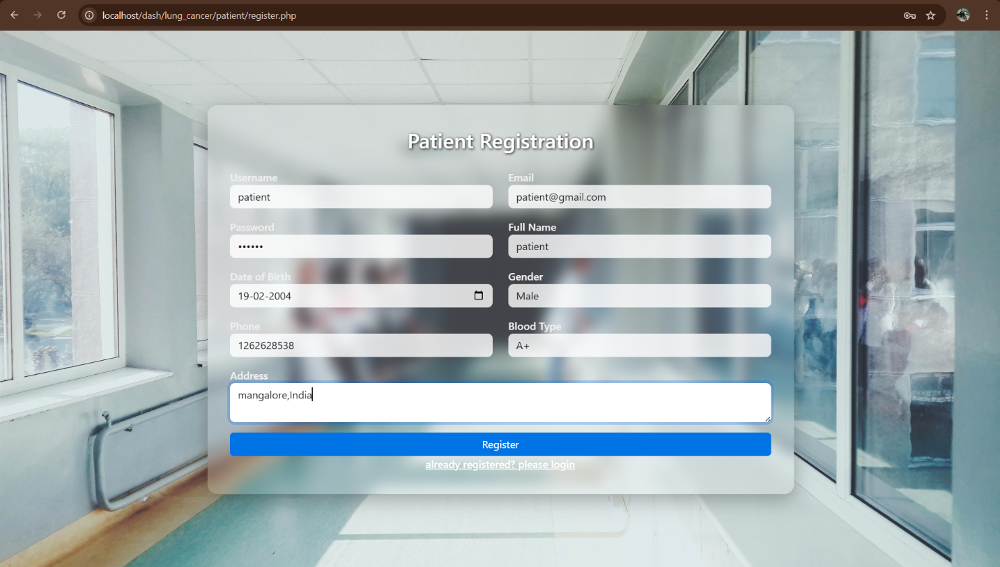 localhost/dash/lung_cancer/patient/register.php
Patient Registration
Username
Email
patient
patient@gmail.com
Password
Full Name
••••••
patient
Date of Birth
Gender
19-02-2004
Male
Phone
Blood Type
1262628538
A+
Address
mangalore,India
Register
already registered? please login